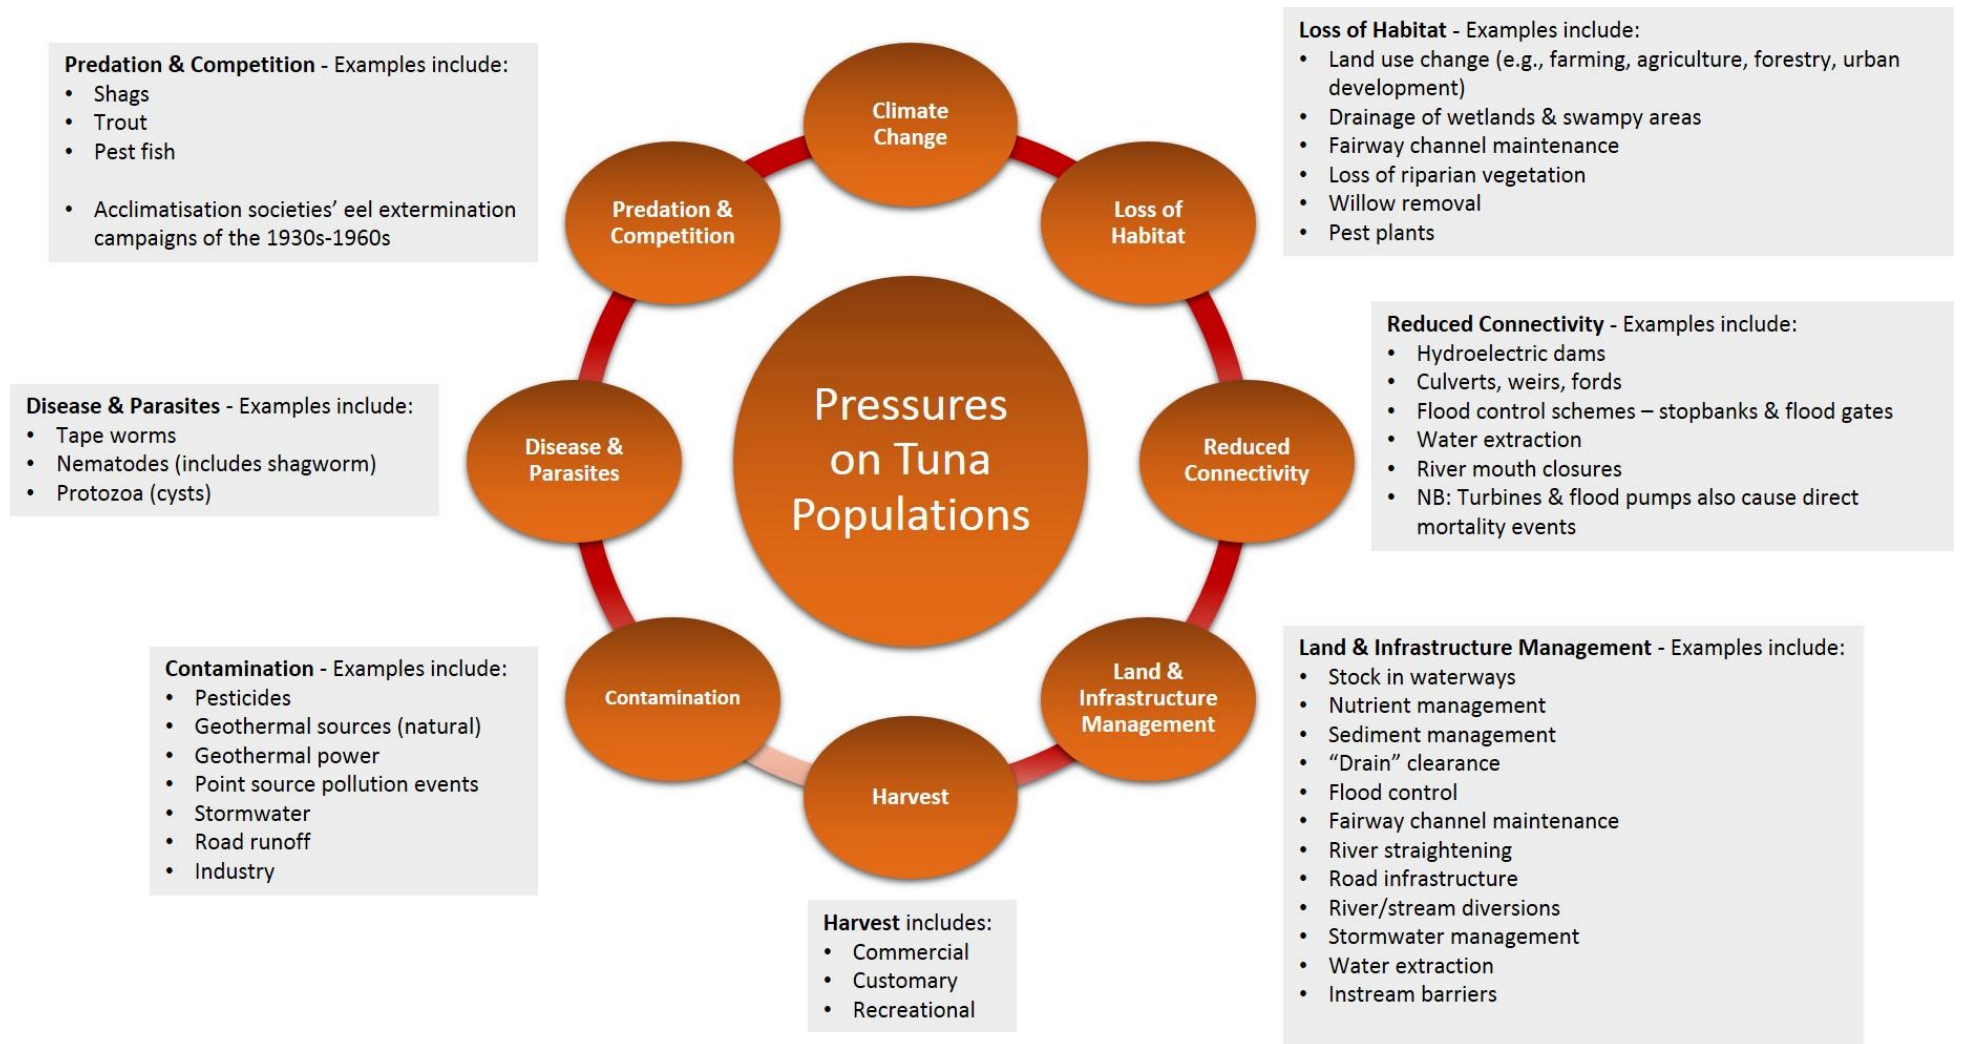 Predation & Competition - Examples include:
• Shags
• Trout
• Pest fish
• Acclimatisation societies’ eel extermination
campaigns of the 1930s-1960s
Disease & Parasites - Examples include:
• Tape worms
• Nematodes (includes shagworm)
• Protozoa (cysts)
Contamination - Examples include:
• Pesticides
• Geothermal sources (natural)
• Geothermal power
• Point source pollution events
• Stormwater
• Road runoff
• Industry
Climate
Change
Predation &
Competition
Loss of
Habitat
Disease &
Parasites
Pressures
on Tuna
Populations
Reduced
Connectivity
Contamination
Land &
Infrastructure
Management
Harvest
Harvest includes:
• Commercial
• Customary
• Recreational
Loss of Habitat - Examples include:
• Land use change (e.g., farming, agriculture, forestry, urban
development)
• Drainage of wetlands & swampy areas
• Fairway channel maintenance
• Loss of riparian vegetation
• Willow removal
• Pest plants
Reduced Connectivity - Examples include:
• Hydroelectric dams
• Culverts, weirs, fords
• Flood control schemes – stopbanks & flood gates
• Water extraction
• River mouth closures
• NB: Turbines & flood pumps also cause direct
mortality events
Land & Infrastructure Management - Examples include:
• Stock in waterways
• Nutrient management
• Sediment management
• “Drain” clearance
• Flood control
• Fairway channel maintenance
• River straightening
• Road infrastructure
• River/stream diversions
• Stormwater management
• Water extraction
• Instream barriers